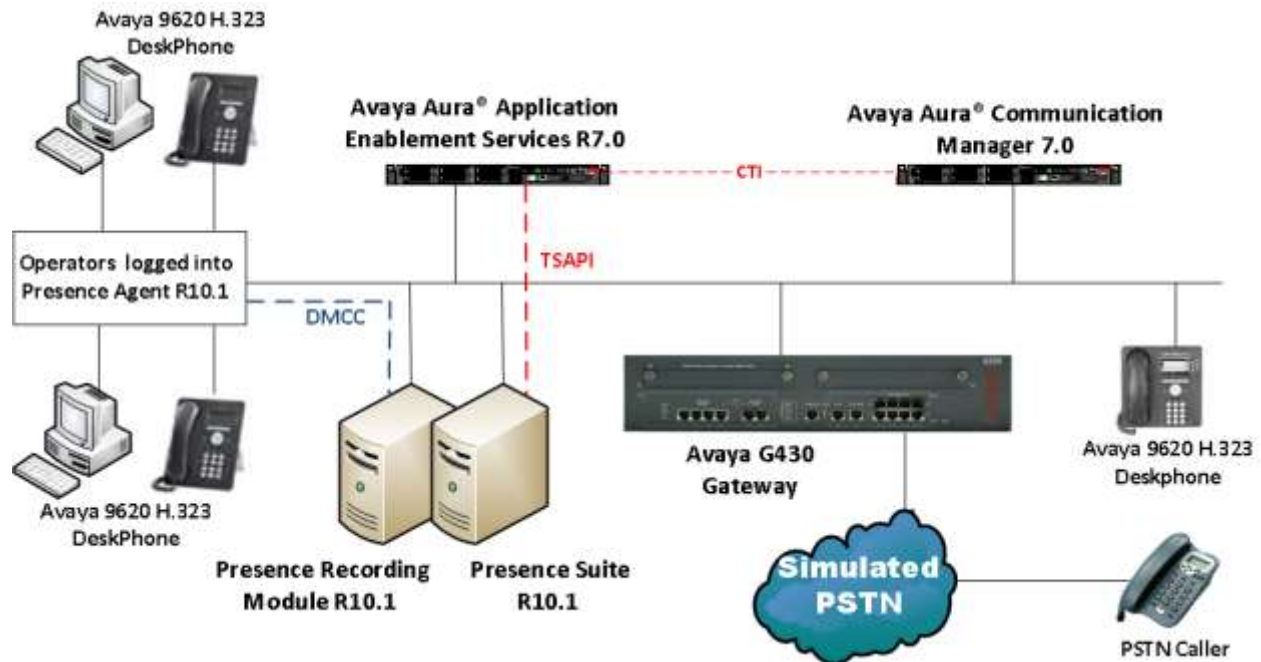 Avaya 9620 H.323
DeskPhone
Avaya Aura® Application
Enablement Services R7.0
Avaya Aura® Communication
Manager 7.0
CTI
Operators logged into
Presence Agent R10.1
TSAPI
DMCC
Avaya 9620 H.323
DeskPhone
Avaya G430
Gateway
Avaya 9620 H.323
Deskphone
Presence Recording
Module R10.1
Presence Suite
R10.1
Simulated
PSTN
PSTN Caller